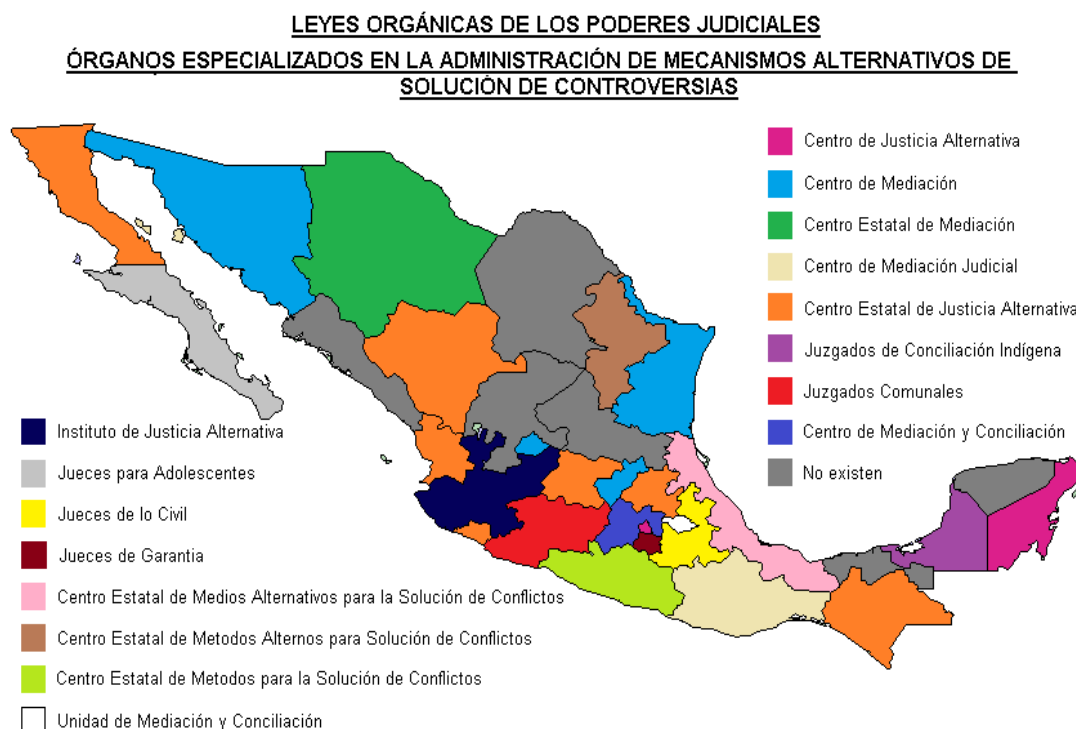 LEYES ORGÁNICAS DE LOS PODERES JUDICIALES
ÓRGANOS ESPECIALIZADOS EN LA ADMINISTRACIÓN DE MECANISMOS ALTERNATIVOS DE
SOLUCIÓN DE CONTROVERSIAS
Centro de Justicia Alternativa
Centro de Mediación
Centro Estatal de Mediación
Centro de Mediación Judicial
Centro Estatal de Justicia Alternativa
Juzgados de Conciliación Indígena
Juzgados Comunales
Centro de Mediación y Conciliación
No existen
Instituto de Justicia Alternativa
Jueces para Adolescentes
Jueces de lo Civil
Jueces de Garantia
Centro Estatal de Medios Alternativos para la Solución de Conflictos
Centro Estatal de Metodos Alternos para Solución de Conflictos
Centro Estatal de Metodos para la Solución de Conflictos
Unidad de Mediación y Conciliación